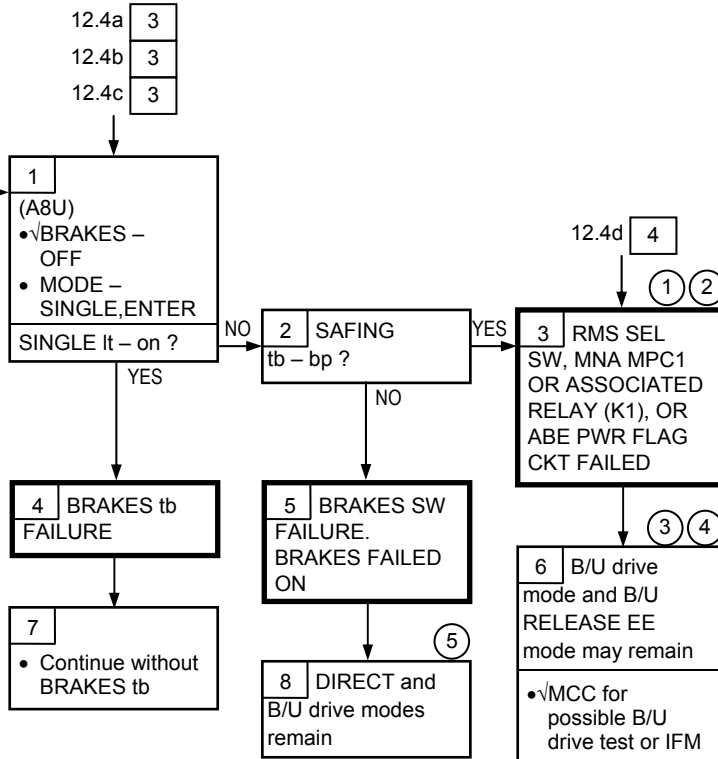 12.4a 3
12.4b 3
12.4c 3
1
(A8U)
•√BRAKES –
OFF
• MODE –
SINGLE,ENTER
SINGLE lt – on ?
NO
YES
2 SAFING
tb – bp ?
YES
NO
12.4d 4
1 2
3 RMS SEL
SW, MNA MPC1
OR ASSOCIATED
RELAY (K1), OR
ABE PWR FLAG
CKT FAILED
4 BRAKES tb
FAILURE
5 BRAKES SW
FAILURE.
BRAKES FAILED
ON
3 4
6 B/U drive
mode and B/U
RELEASE EE
mode may remain
•√MCC for
possible B/U
drive test or IFM
7
• Continue without
BRAKES tb
5
8 DIRECT and
B/U drive modes
remain